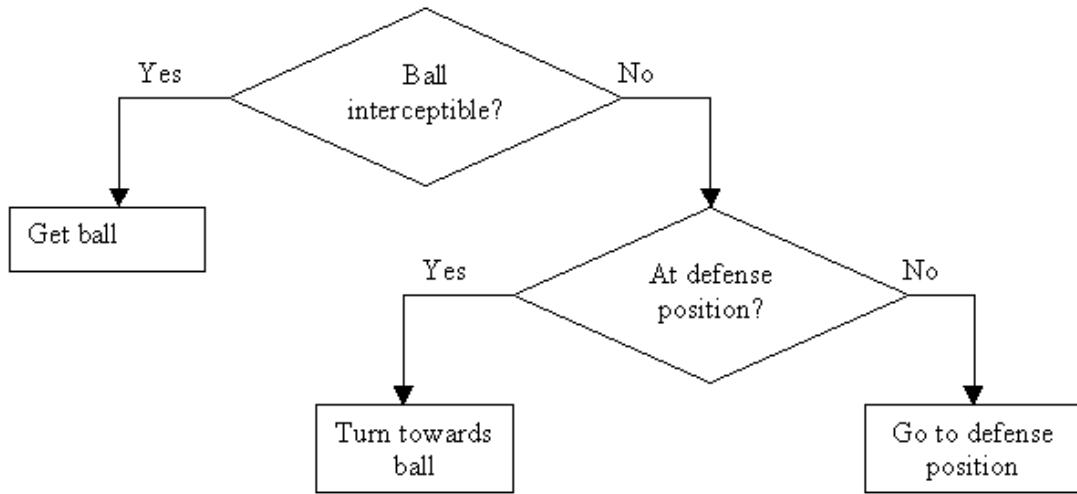 Ball
interceptible?
Yes
No
Get ball
At defense
position?
Yes
No
Turn towards
ball
Go to defense
position